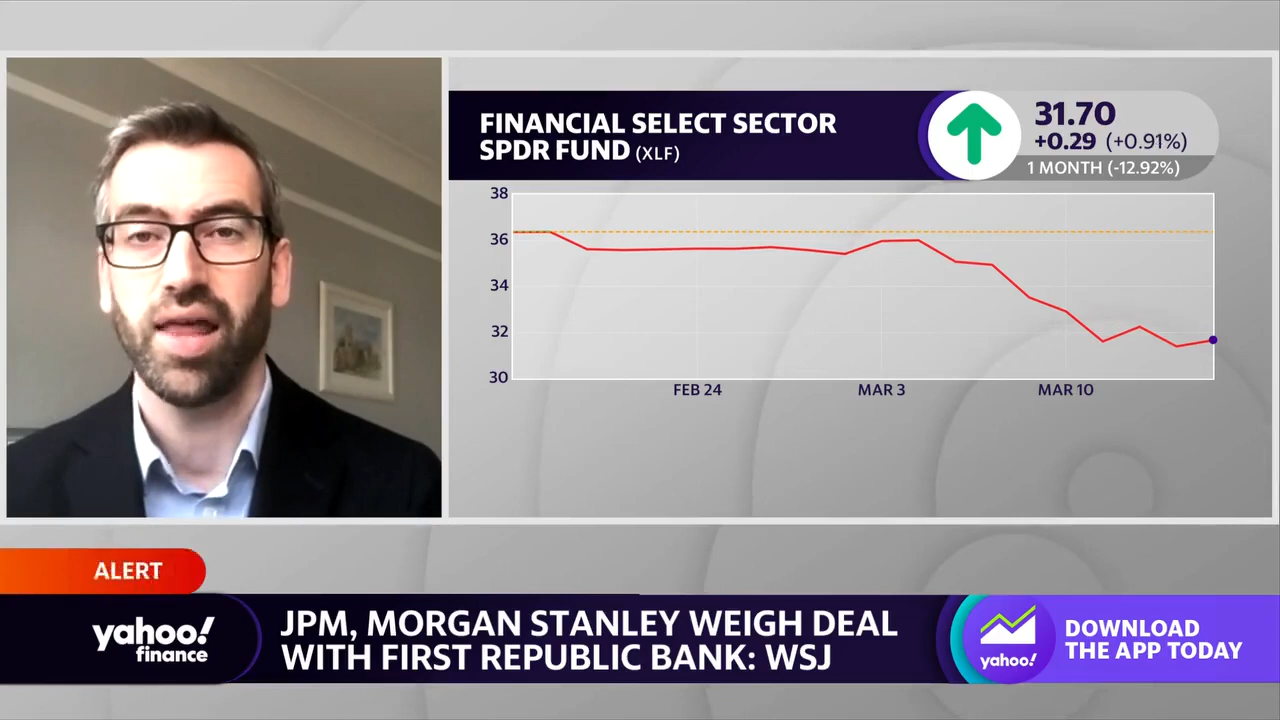 FINANCIAL SELECT SECTOR
SPDR FUND (XLF)
31.70
+0.29 (+0.91%)
1 MONTH (-12.92%)
38
36
34
32
30
FEB 24 MAR 3 MAR 10
ALERT
yahoo!
finance
JPM, MORGAN STANLEY WEIGH DEAL
WITH FIRST REPUBLIC BANK: WSJ
yahoo!
DOWNLOAD
THE APP TODAY